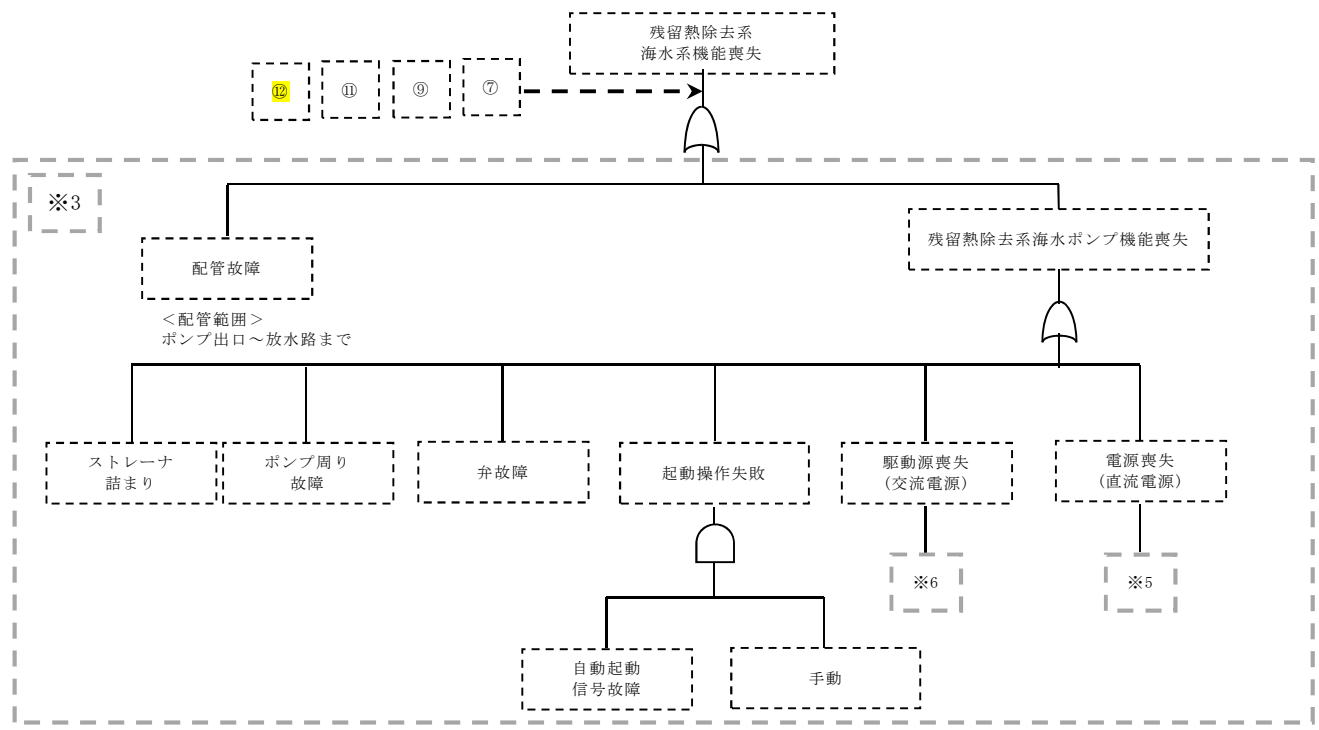 残留熱除去系
海水系機能喪失
⑫ ⑪ ⑨ ⑦
※3
残留熱除去系海水ポンプ機能喪失
配管故障
＜配管範囲＞
ポンプ出口～放水路まで
ストレーナ
詰まり
ポンプ周り
故障
弁故障
起動操作失敗
駆動源喪失
（交流電源）
電源喪失
（直流電源）
※6
※5
自動起動
信号故障
手動